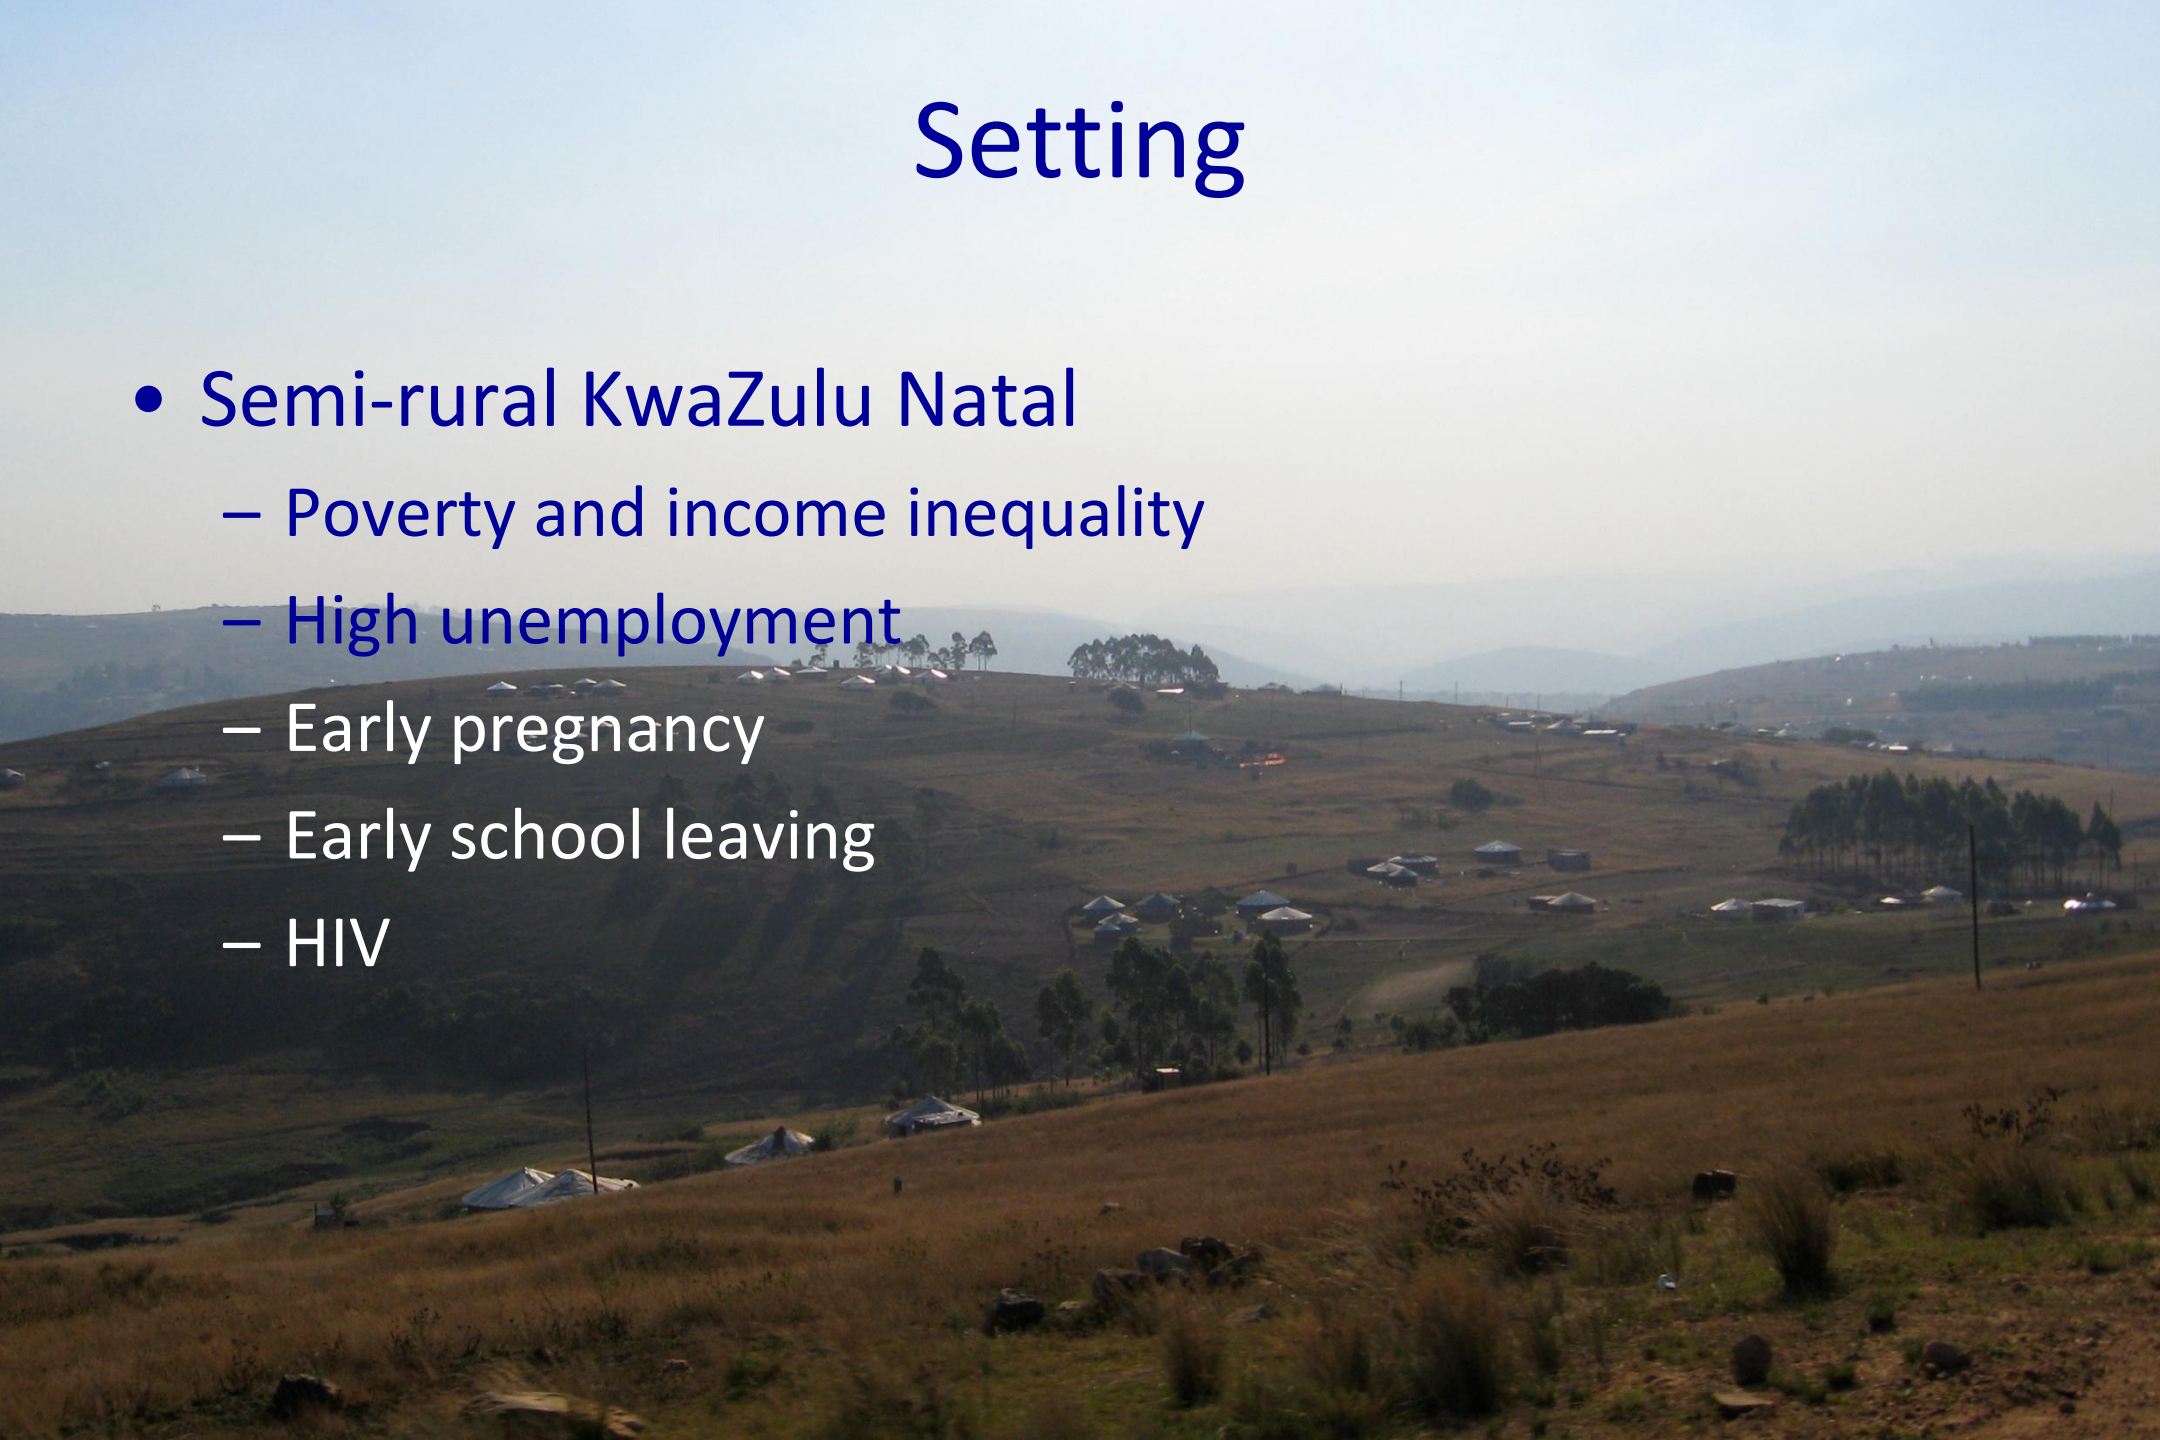 Setting
• Semi-rural KwaZulu Natal
– Poverty and income inequality
– High unemployment
– Early pregnancy
– Early school leaving
– HIV